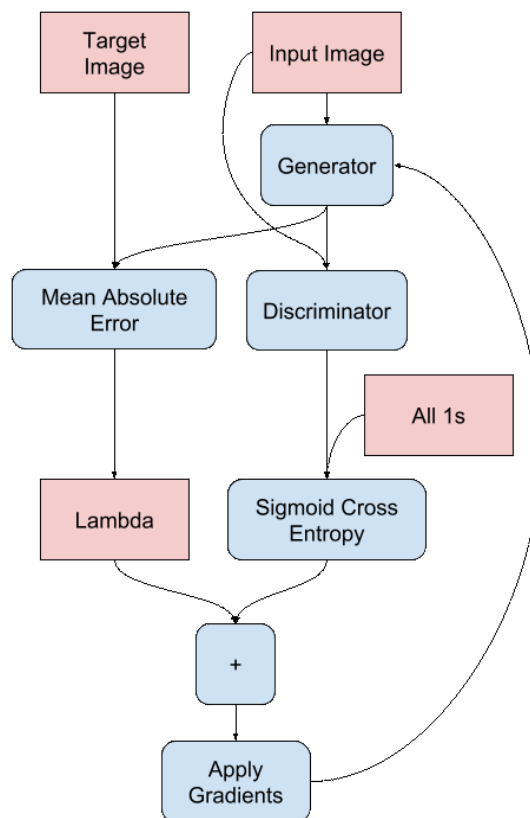 Target
Image
Input Image
Generator
Mean Absolute
Error
Discriminator
All 1s
Lambda
Sigmoid Cross
Entropy
+
Apply
Gradients